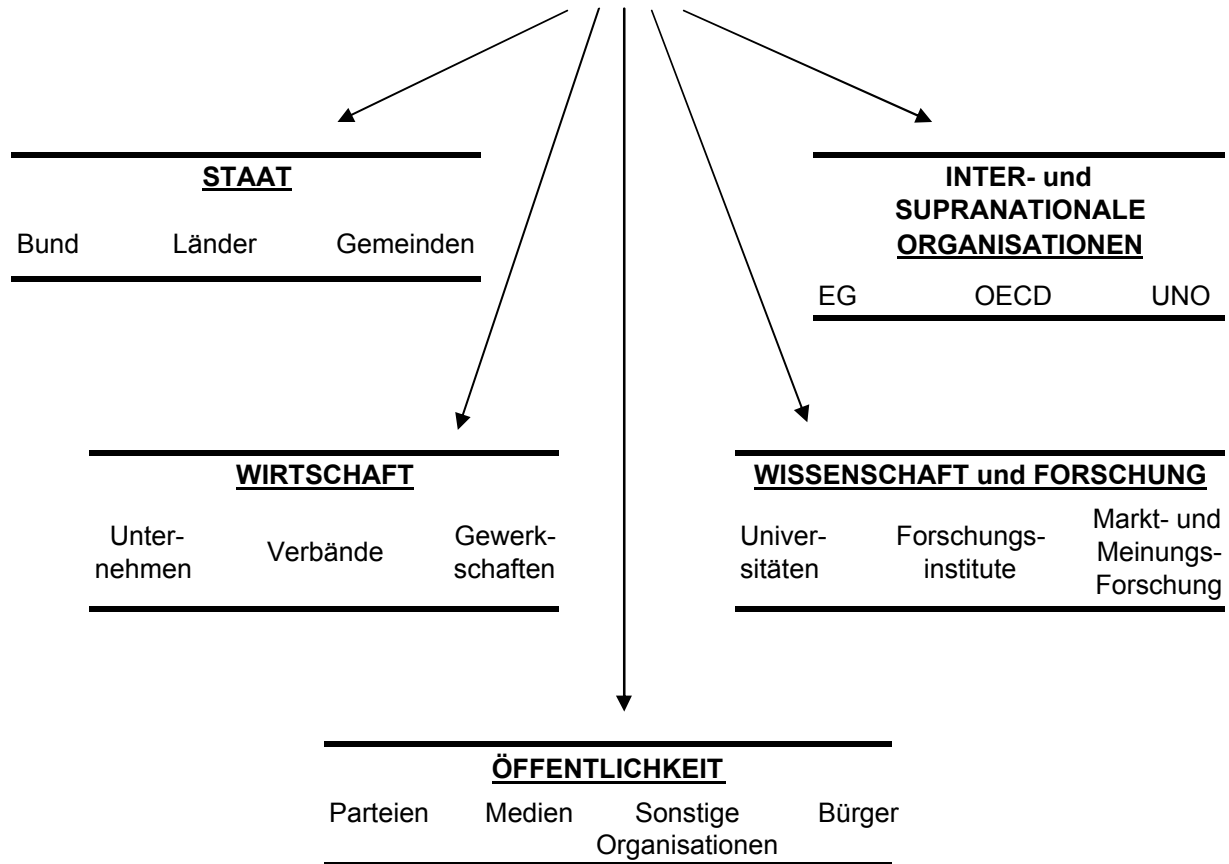 STAAT
Bund Länder Gemeinden
INTER- und
SUPRANATIONALE
ORGANISATIONEN
EG OECD UNO
WIRTSCHAFT
Unter-
nehmen
Verbände
Gewerk-
schaften
WISSENSCHAFT und FORSCHUNG
Univer-
sitäten
Forschungs-
institute
Markt- und
Meinungs-
Forschung
ÖFFENTLICHKEIT
Parteien Medien Sonstige Bürger
Organisationen